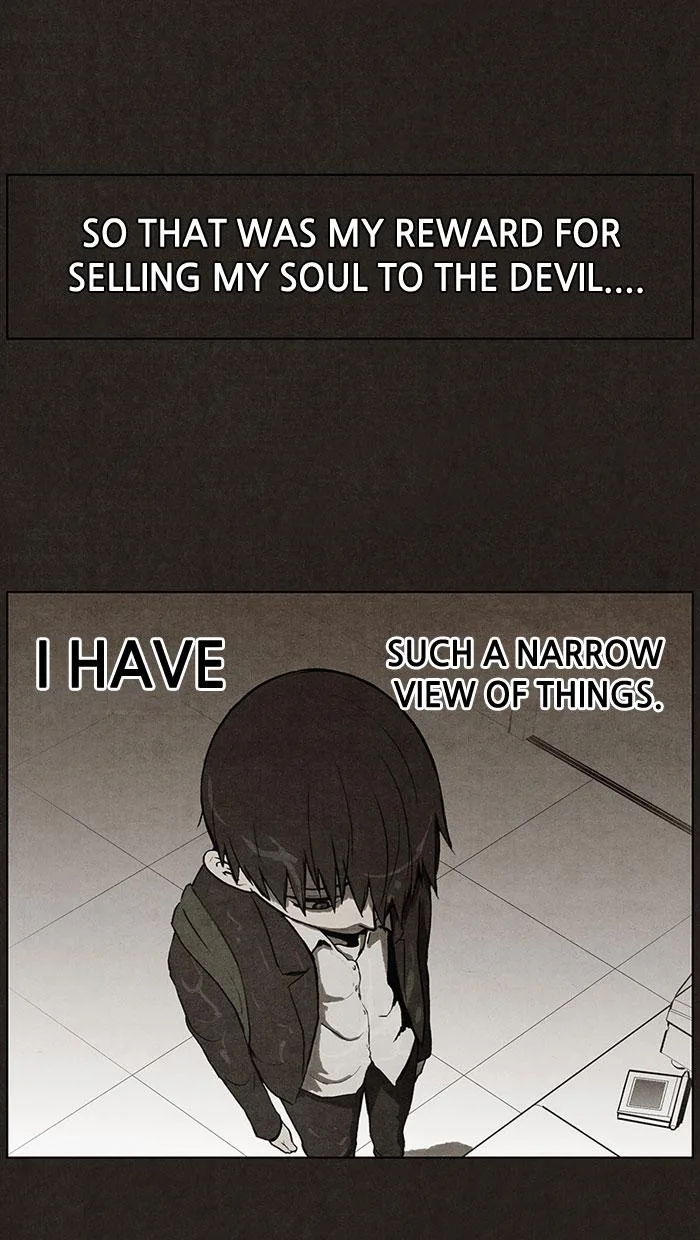 SO THAT WAS MY REWARD FOR
SELLING MY SOUL TO THE DEVIL....
I HAVE
SUCH A NARROW
VIEW OF THINGS.